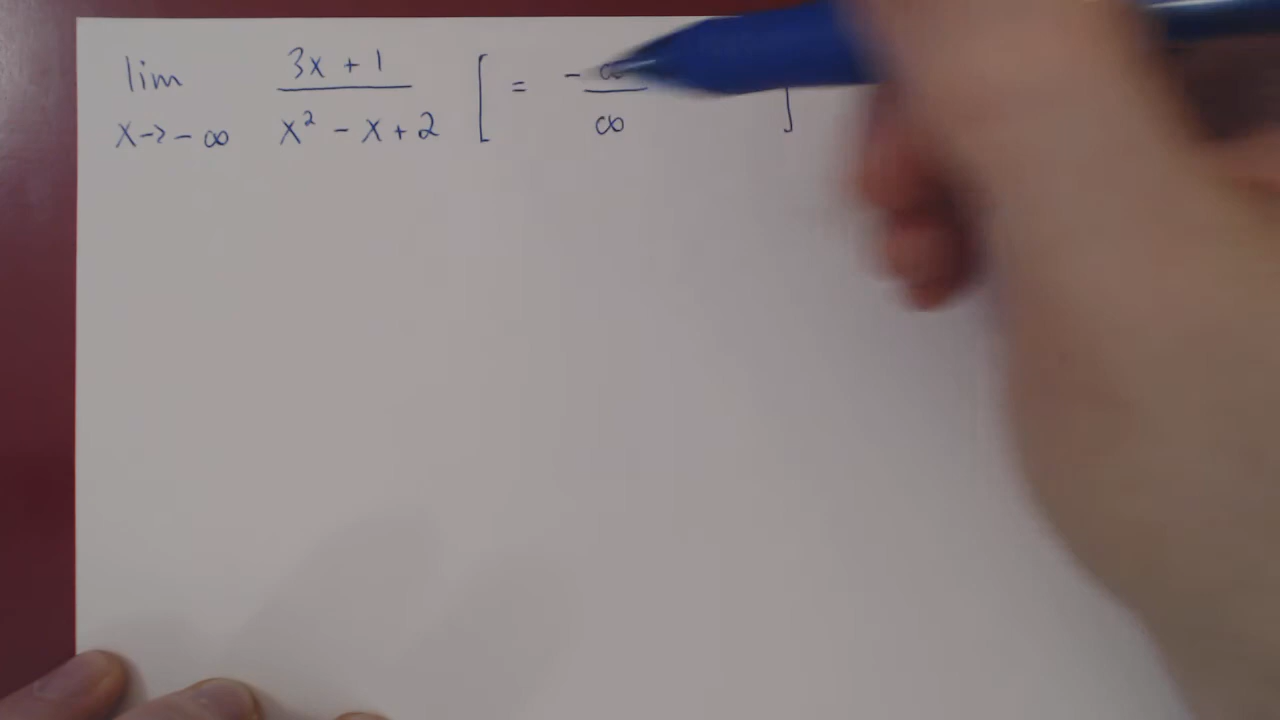 lim 3x + 1 [ = - ∞ ]
x → - ∞ x² - x + 2 ∞